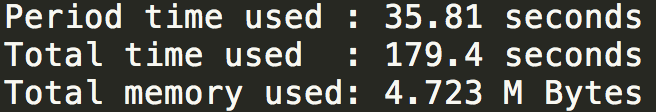 Period time used : 35.81 seconds
Total time used  : 179.4 seconds
Total memory used: 4.723 M Bytes